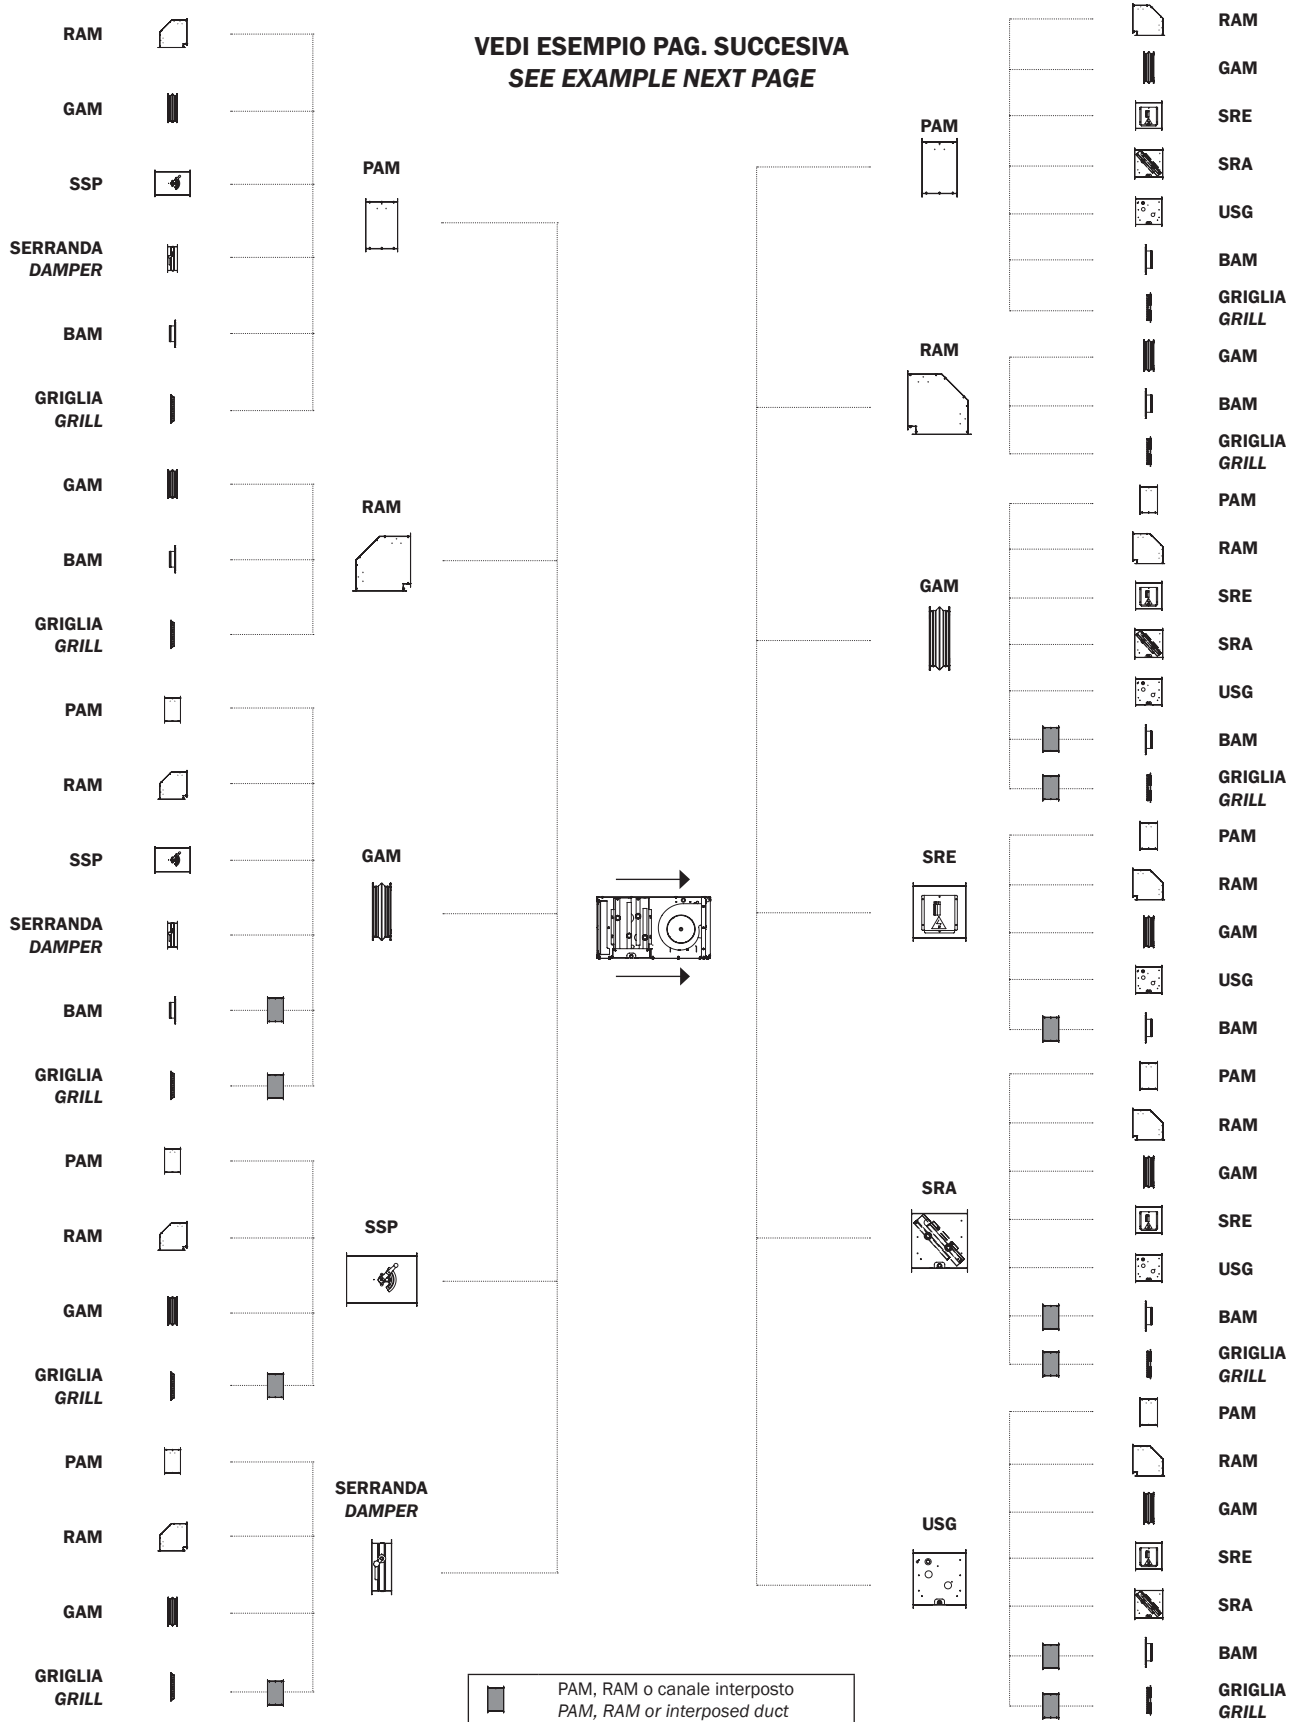 VEDI ESEMPIO PAG. SUCCESIVA
SEE EXAMPLE NEXT PAGE
RAM
GAM
SSP
SERRANDA
DAMPER
BAM
GRIGLIA
GRILL
GAM
BAM
GRIGLIA
GRILL
PAM
RAM
SSP
SERRANDA
DAMPER
BAM
GRIGLIA
GRILL
PAM
RAM
GAM
GRIGLIA
GRILL
PAM
RAM
GAM
GRIGLIA
GRILL
PAM
RAM
GAM
SSP
SERRANDA
DAMPER
PAM
RAM
GAM
SRE
SRA
USG
RAM
GAM
SRE
SRA
USG
BAM
GRIGLIA
GRILL
GAM
BAM
GRIGLIA
GRILL
PAM
RAM
SRE
SRA
USG
BAM
GRIGLIA
GRILL
PAM
RAM
GAM
USG
BAM
PAM
RAM
GAM
SRE
USG
BAM
GRIGLIA
GRILL
PAM
RAM
GAM
SRE
SRA
BAM
GRIGLIA
GRILL
PAM, RAM o canale interposto
PAM, RAM or interposed duct